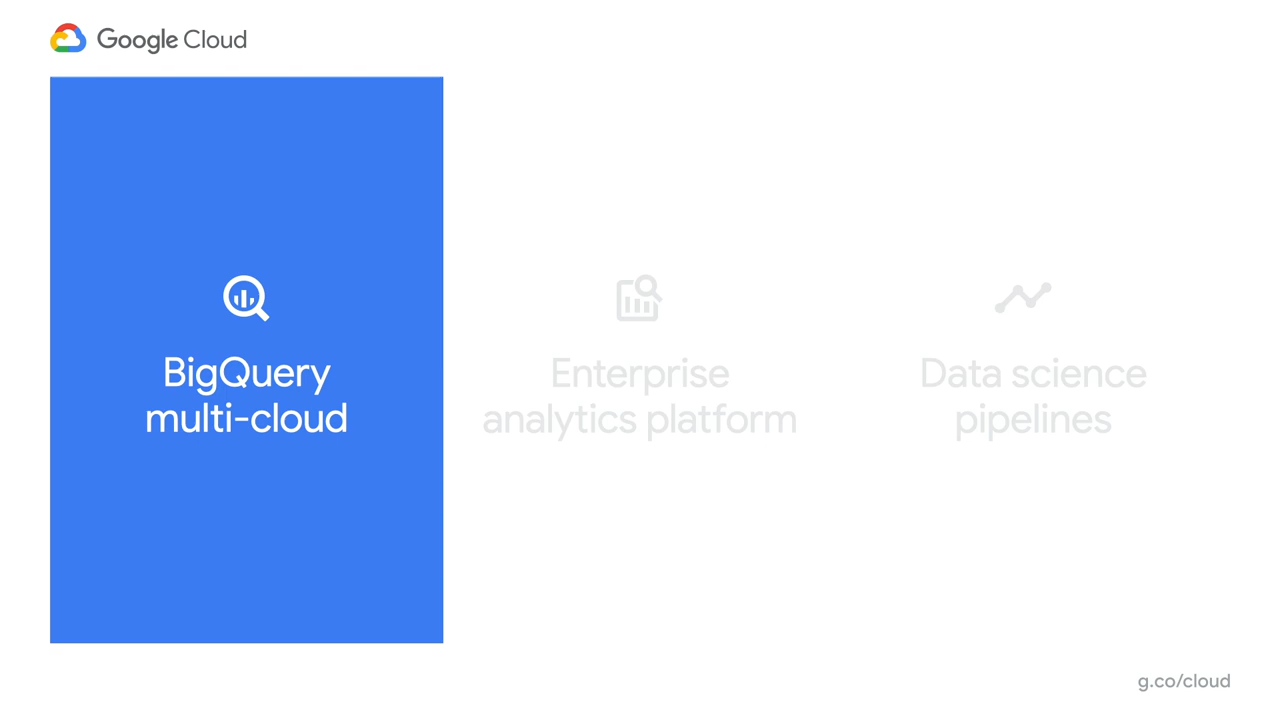 Google Cloud
BigQuery
multi-cloud
Enterprise
analytics platform
Data science
pipelines
g.co/cloud